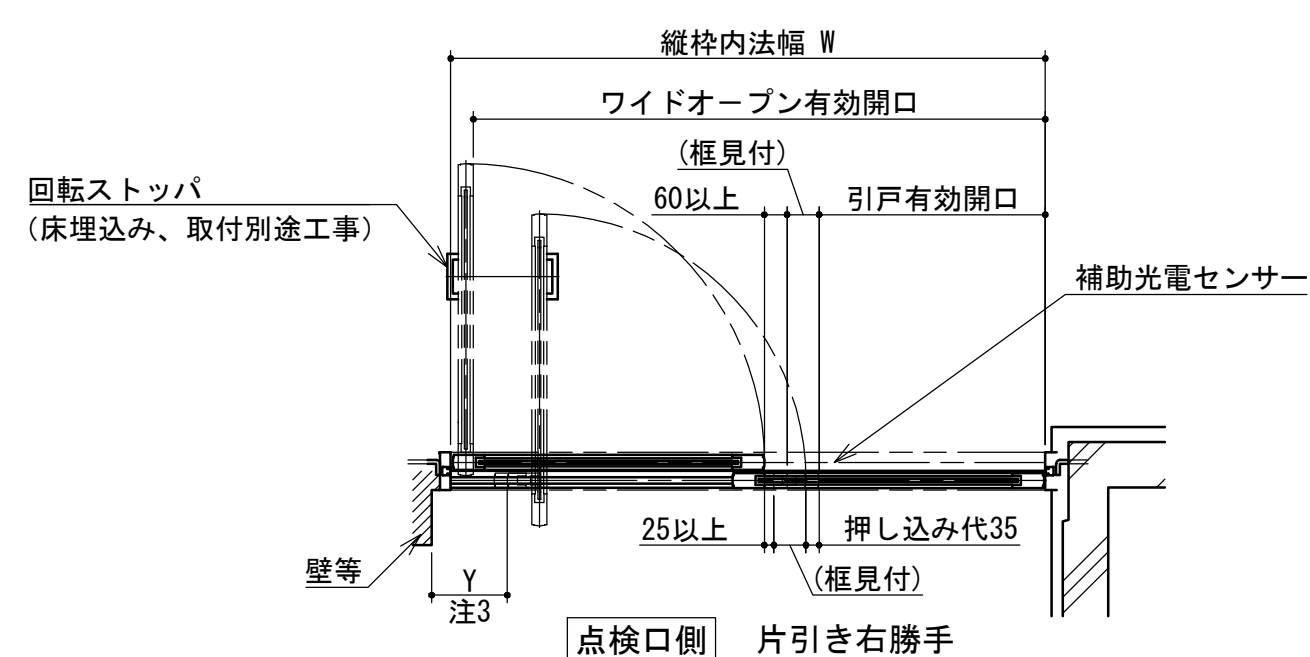 縦枠内法幅 W
ワイドオープン有効開口
(框見付)
回転ストッパ
(床埋込み、取付別途工事)
60以上
引戸有効開口
補助光電センサー
25以上
押し込み代35
壁等
Y
注3
(框見付)
点検口側 片引き右勝手